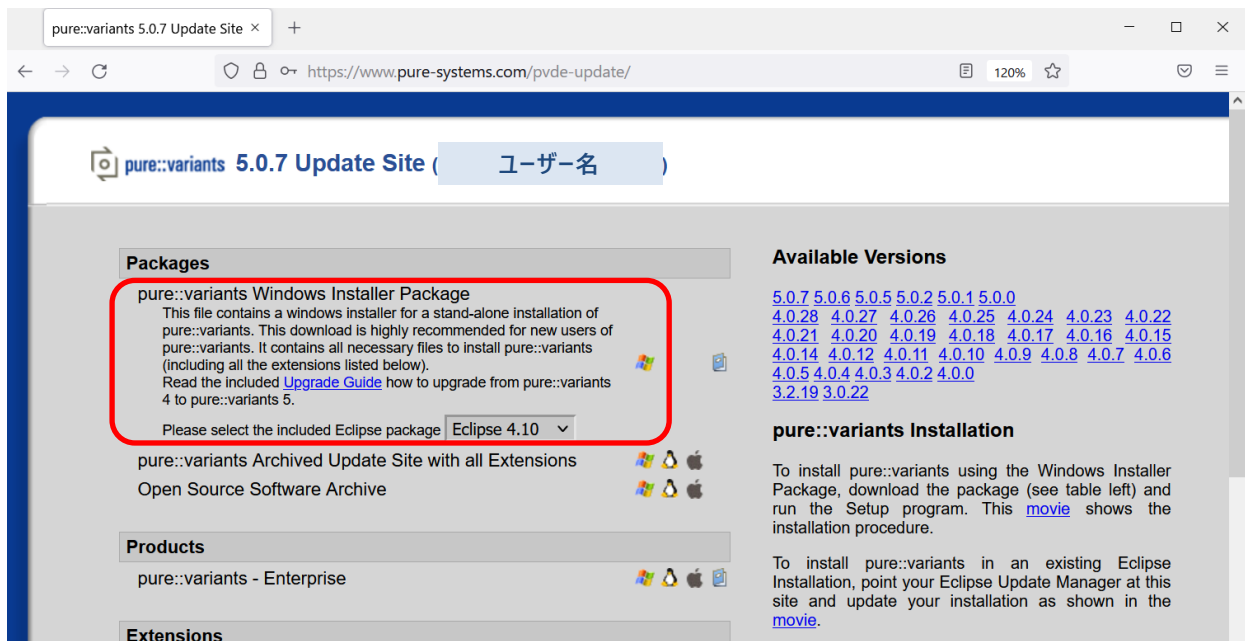 pure::variants 5.0.7 Update Site
https://www.pure-systems.com/pvde-update/
120%
pure::variants 5.0.7 Update Site ( ユーザー名 )
Packages
pure::variants Windows Installer Package
This file contains a windows installer for a stand-alone installation of
pure::variants. This download is highly recommended for new users of
pure::variants. It contains all necessary files to install pure::variants
(including all the extensions listed below).
Read the included Upgrade Guide how to upgrade from pure::variants
4 to pure::variants 5.
Please select the included Eclipse package Eclipse 4.10
pure::variants Archived Update Site with all Extensions
Open Source Software Archive
Products
pure::variants - Enterprise
Extensions
Available Versions
5.0.7 5.0.6 5.0.5 5.0.2 5.0.1 5.0.0
4.0.28 4.0.27 4.0.26 4.0.25 4.0.24 4.0.23 4.0.22
4.0.21 4.0.20 4.0.19 4.0.18 4.0.17 4.0.16 4.0.15
4.0.14 4.0.12 4.0.11 4.0.10 4.0.9 4.0.8 4.0.7 4.0.6
4.0.5 4.0.4 4.0.3 4.0.2 4.0.0
3.2.19 3.0.22
pure::variants Installation
To install pure::variants using the Windows Installer
Package, download the package (see table left) and
run the Setup program. This movie shows the
installation procedure.
To install pure::variants in an existing Eclipse
Installation, point your Eclipse Update Manager at this
site and update your installation as shown in the
movie.